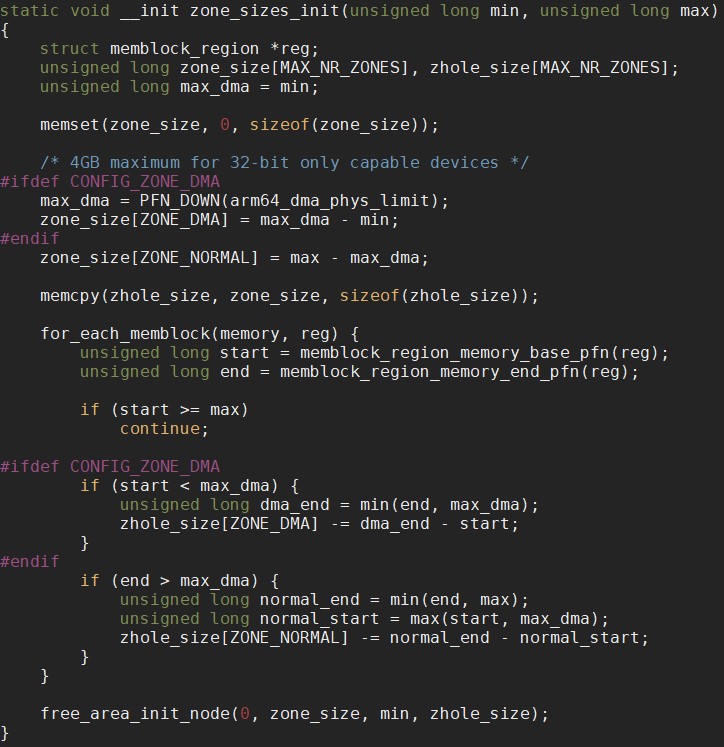 static void __init zone_sizes_init(unsigned long min, unsigned long max)
{
    struct memblock_region *reg;
    unsigned long zone_size[MAX_NR_ZONES], zhole_size[MAX_NR_ZONES];
    unsigned long max_dma = min;

    memset(zone_size, 0, sizeof(zone_size));

    /* 4GB maximum for 32-bit only capable devices */
#ifdef CONFIG_ZONE_DMA
    max_dma = PFN_DOWN(arm64_dma_phys_limit);
    zone_size[ZONE_DMA] = max_dma - min;
#endif
    zone_size[ZONE_NORMAL] = max - max_dma;

    memcpy(zhole_size, zone_size, sizeof(zhole_size));

    for_each_memblock(memory, reg) {
        unsigned long start = memblock_region_memory_base_pfn(reg);
        unsigned long end = memblock_region_memory_end_pfn(reg);

        if (start >= max)
            continue;

#ifdef CONFIG_ZONE_DMA
        if (start < max_dma) {
            unsigned long dma_end = min(end, max_dma);
            zhole_size[ZONE_DMA] -= dma_end - start;
        }
#endif
        if (end > max_dma) {
            unsigned long normal_end = min(end, max);
            unsigned long normal_start = max(start, max_dma);
            zhole_size[ZONE_NORMAL] -= normal_end - normal_start;
        }
    }

    free_area_init_node(0, zone_size, min, zhole_size);
}